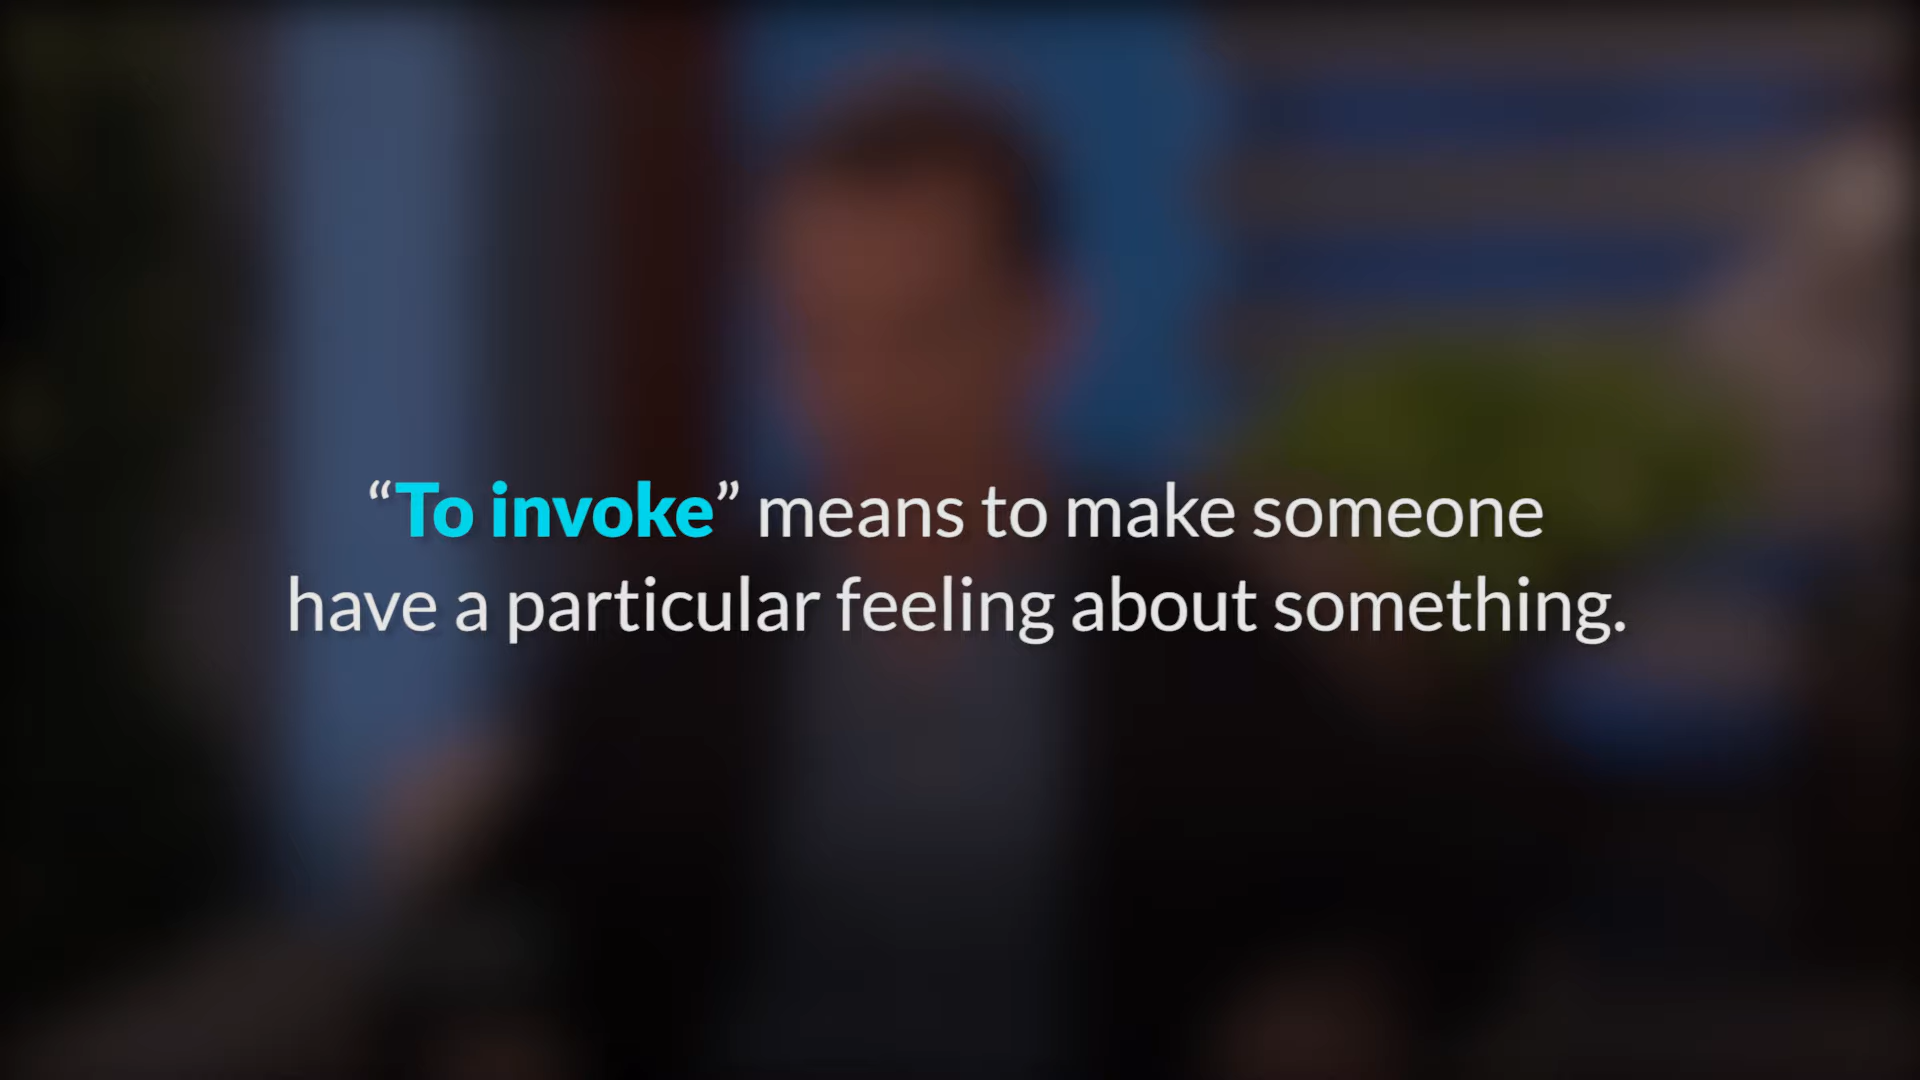 “To invoke” means to make someone
have a particular feeling about something.